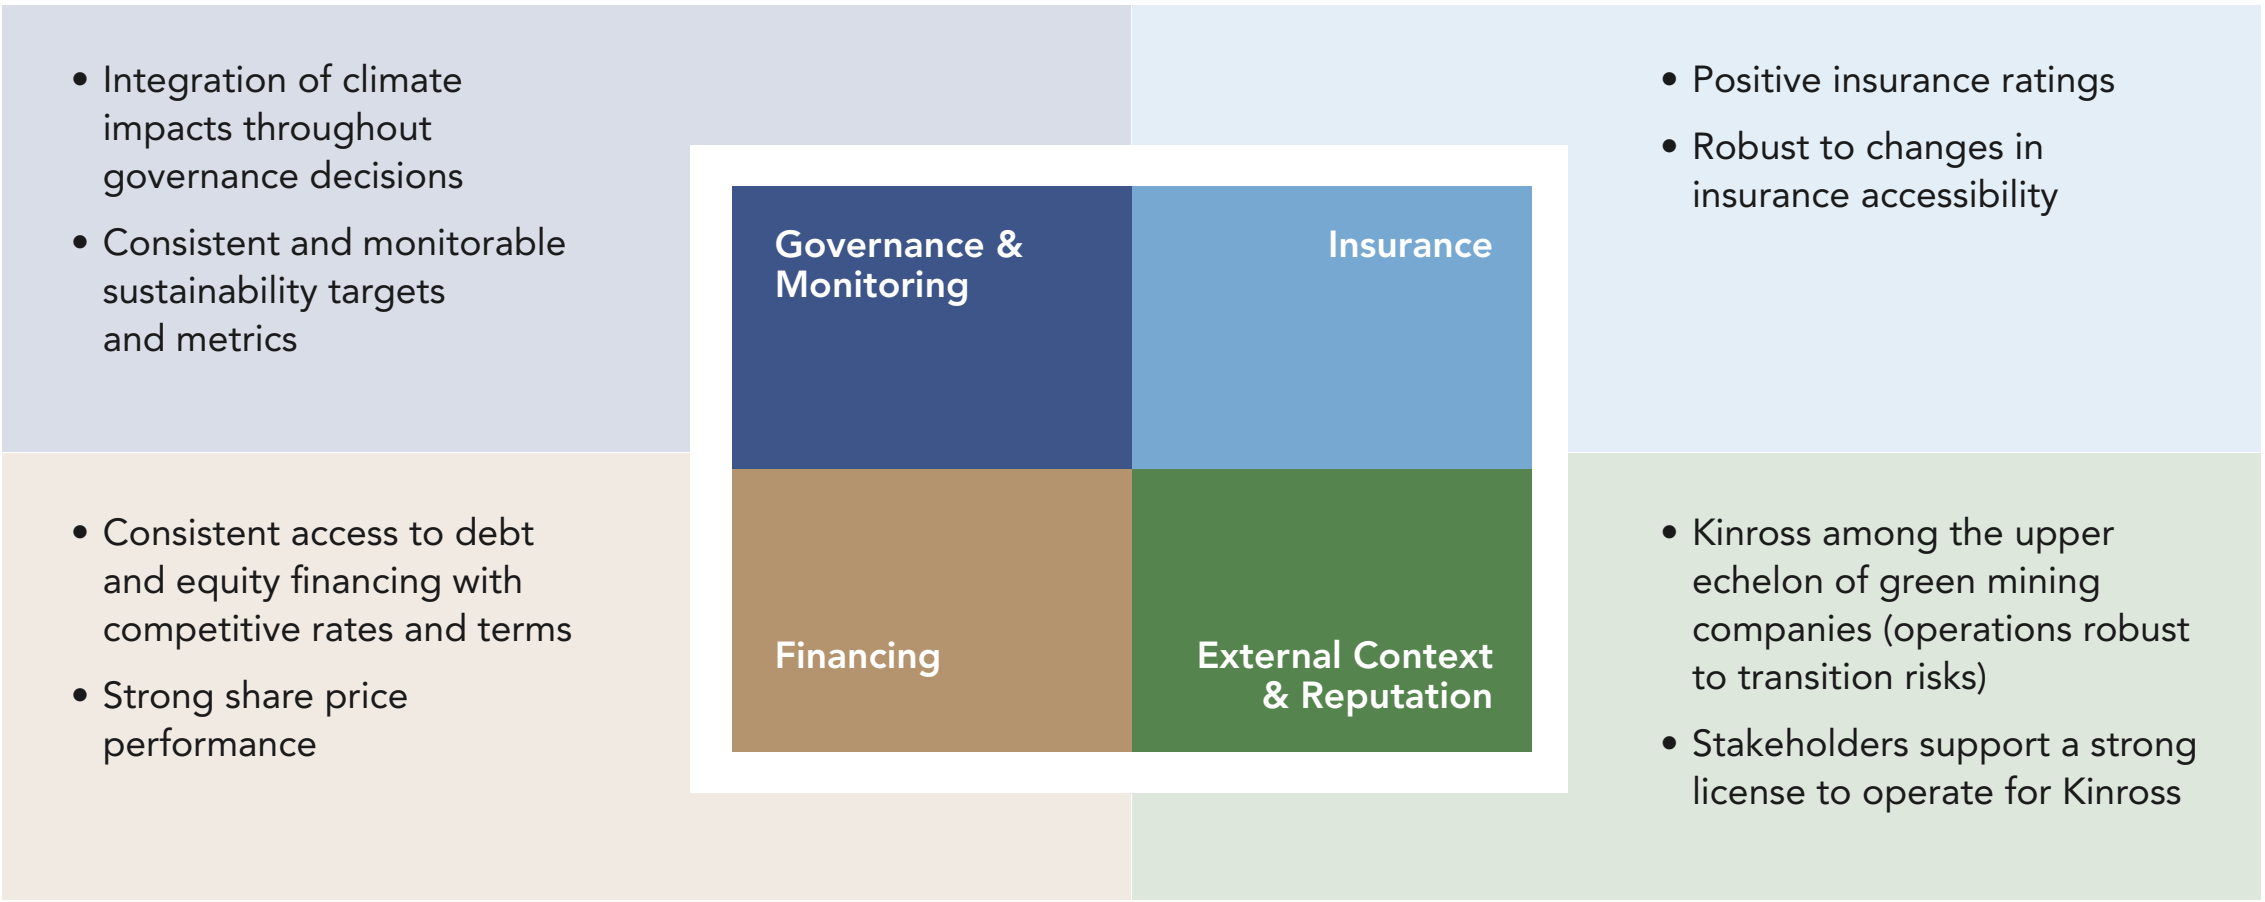 • Integration of climate
impacts throughout
governance decisions
• Consistent and monitorable
sustainability targets
and metrics
Governance &
Monitoring
Insurance
• Positive insurance ratings
• Robust to changes in
insurance accessibility
• Consistent access to debt
and equity financing with
competitive rates and terms
• Strong share price
performance
Financing
External Context
& Reputation
• Kinross among the upper
echelon of green mining
companies (operations robust
to transition risks)
• Stakeholders support a strong
license to operate for Kinross